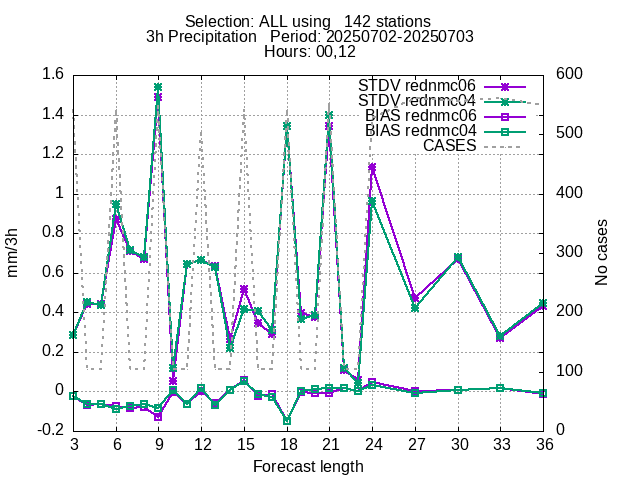 Selection: ALL using   142 stations
3h Precipitation   Period: 20250702-20250703
Hours: 00,12
STDV rednmc06
STDV rednmc04
BIAS rednmc06
BIAS rednmc04
CASES
1.6
1.4
1.2
1
0.8
0.6
0.4
0.2
0
-0.2
600
500
400
300
200
100
0
mm/3h
No cases
3 6 9 12 15 18 21 24 27 30 33 36
Forecast length